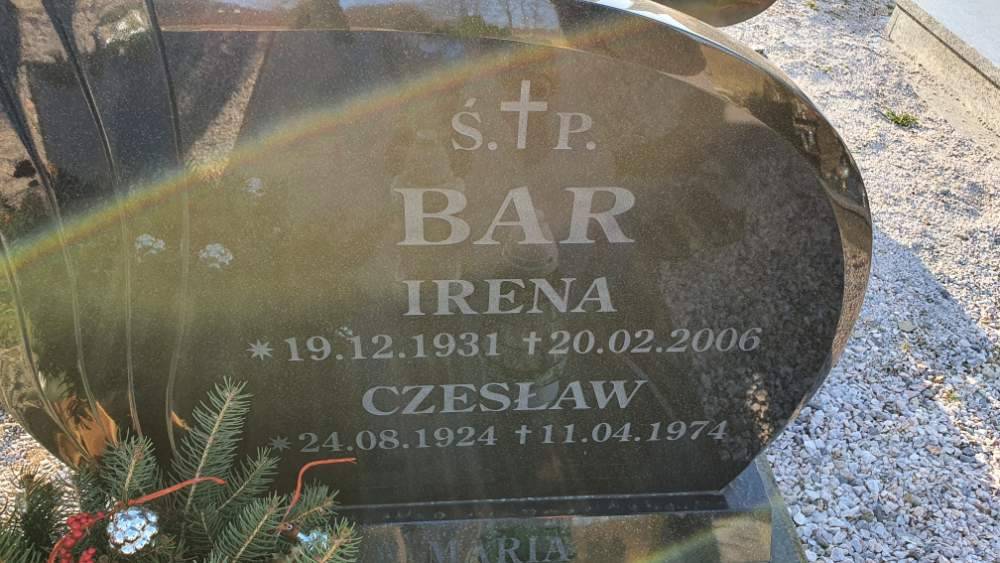 Ś.✝P.
BAR
IRENA
✷19.12.1931 ✝20.02.2006
CZESŁAW
✷24.08.1924 ✝11.04.1974
MARIA